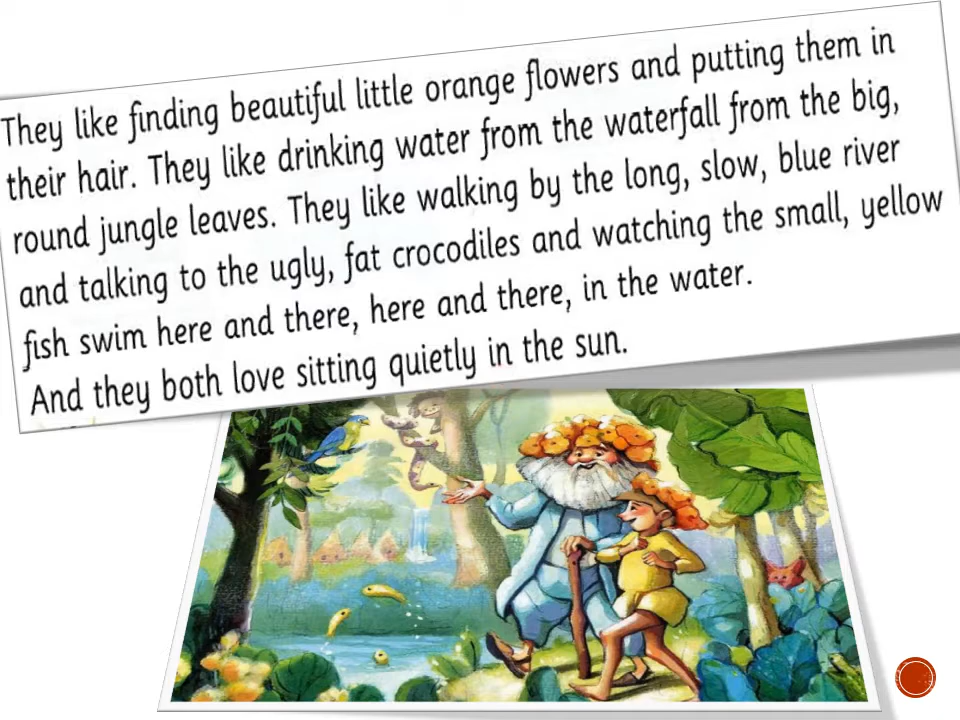 They like finding beautiful little orange flowers and putting them in
their hair. They like drinking water from the waterfall from the big,
round jungle leaves. They like walking by the long, slow, blue river
and talking to the ugly, fat crocodiles and watching the small, yellow
fish swim here and there, here and there, in the water.
And they both love sitting quietly in the sun.